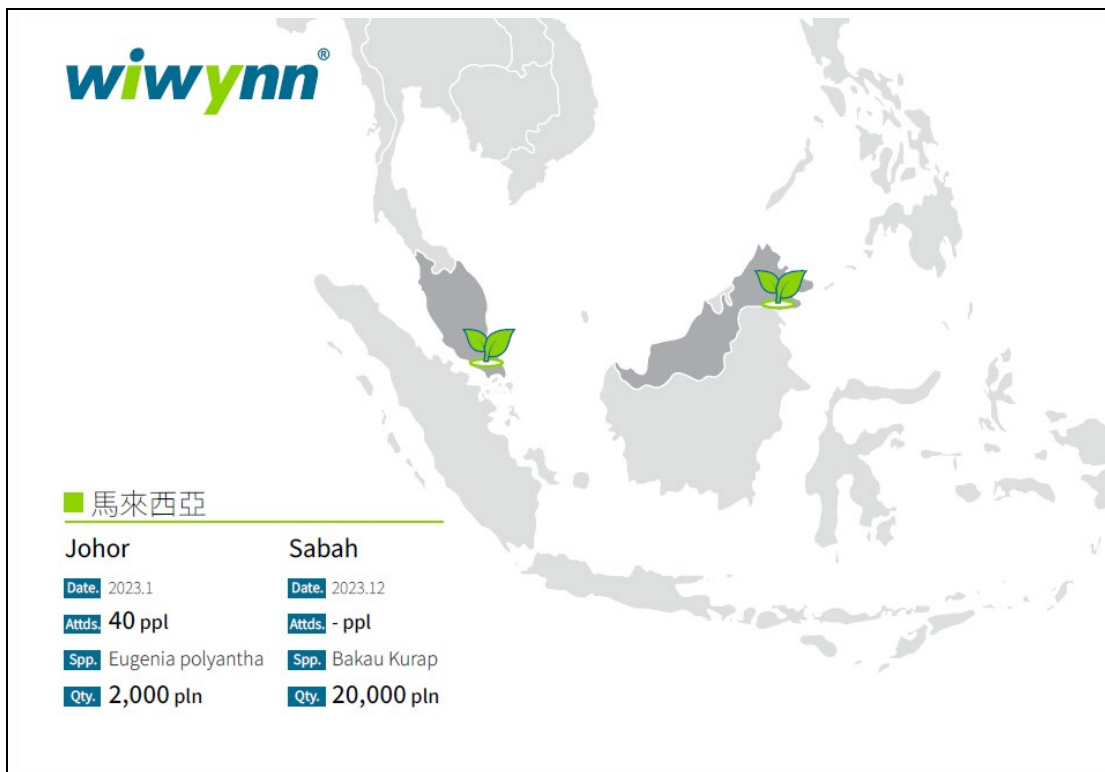 wiwynn®
馬來西亞
Johor
Date. 2023.1
Attds. 40 ppl
Spp. Eugenia polyantha
Qty. 2,000 pln
Sabah
Date. 2023.12
Attds. - ppl
Spp. Bakau Kurap
Qty. 20,000 pln